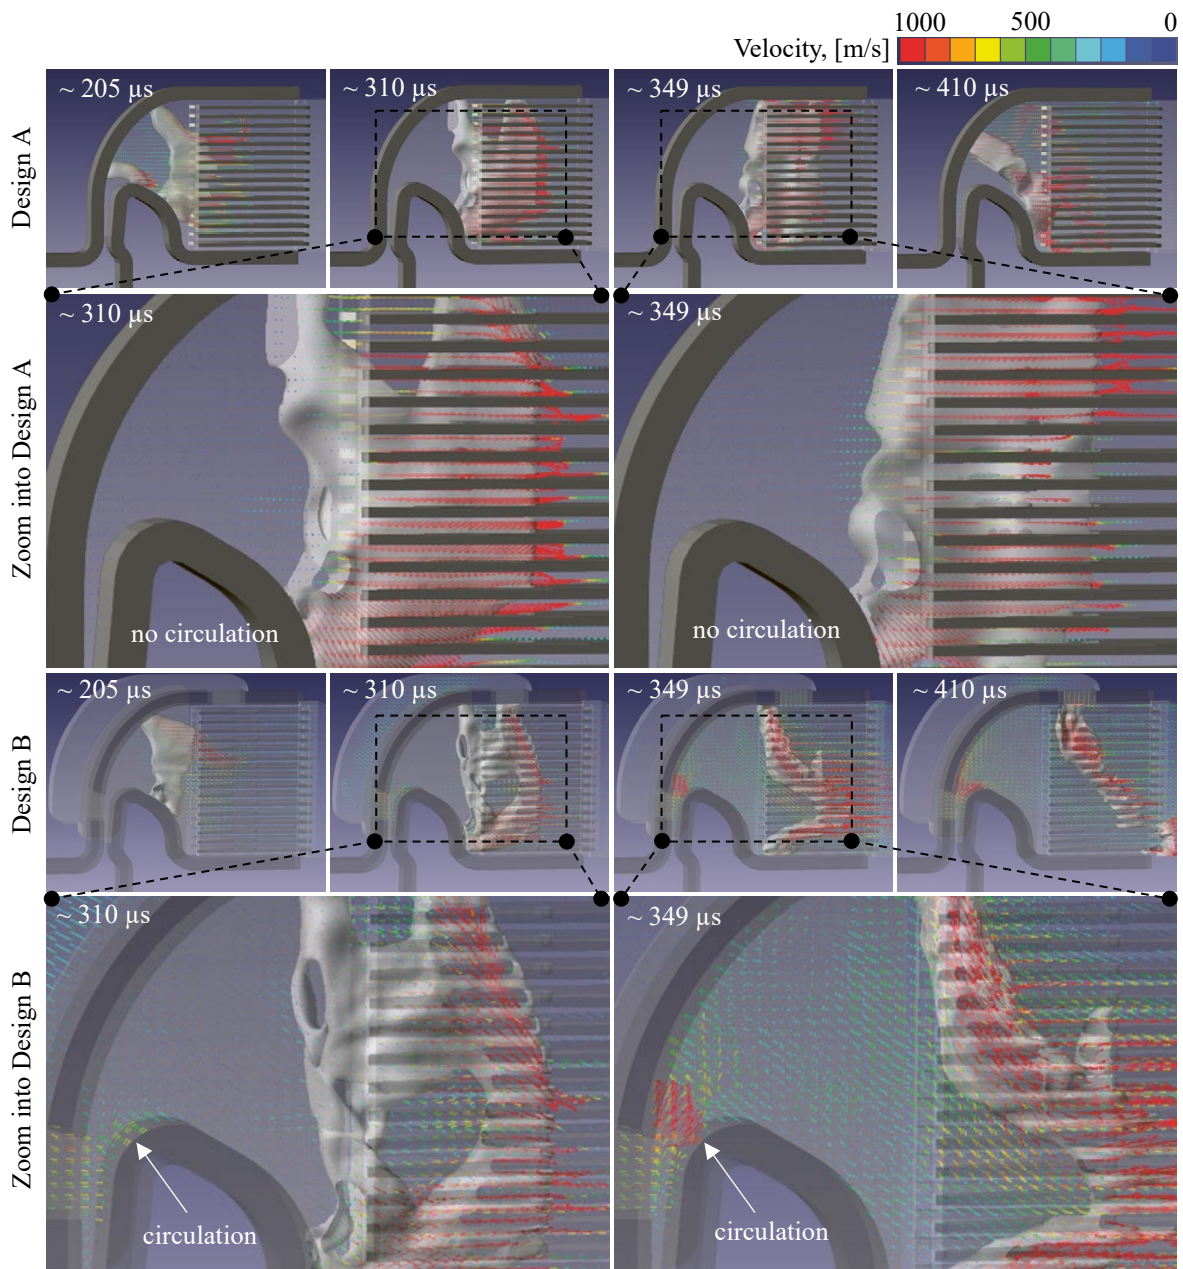 1000 500 0
Velocity, [m/s]
Design A
~ 205 µs
~ 310 µs
~ 349 µs
~ 410 µs
Zoom into Design A
~ 310 µs
no circulation
~ 349 µs
no circulation
Design B
~ 205 µs
~ 310 µs
~ 349 µs
~ 410 µs
Zoom into Design B
~ 310 µs
circulation
~ 349 µs
circulation